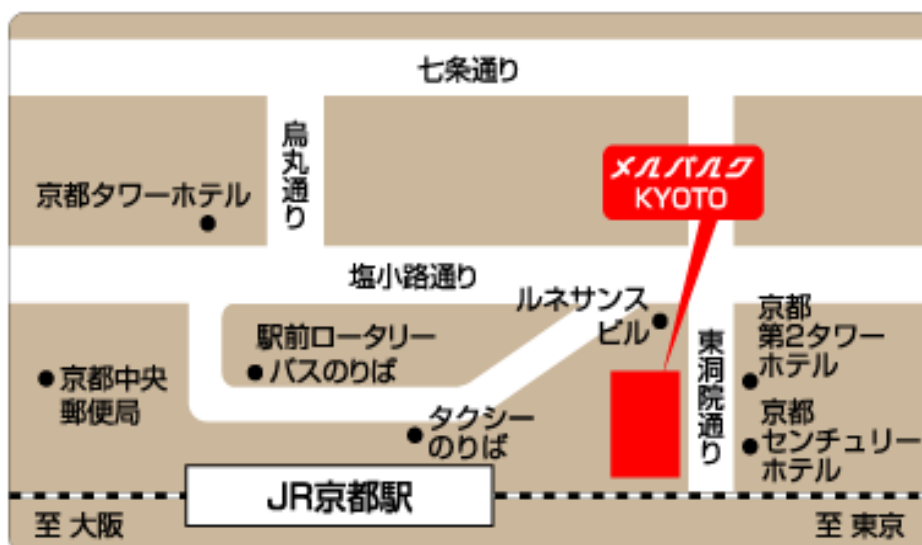 七条通り
烏丸通り
メルパルク
KYOTO
京都タワーホテル
塩小路通り
ルネサンス
ビル
京都
第2タワー
ホテル
駅前ロータリー
バスのりば
東洞院通り
京都中央
郵便局
タクシー
のりば
京都
センチュリー
ホテル
JR京都駅
至 大阪
至 東京